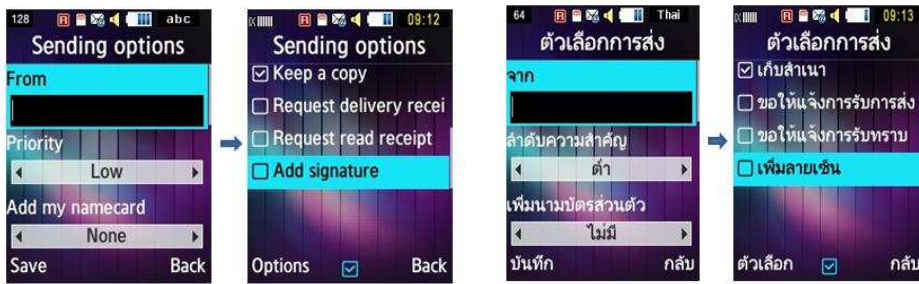 128 abc
Sending options
From
Priority
Low
Add my namecard
None
Save Back
09:12
Sending options
Keep a copy
Request delivery recei
Request read receipt
Add signature
Options Back
64 Thai
ตัวเลือกการส่ง
จาก
ลำดับความสำคัญ
ต่ำ
เพิ่มนามบัตรส่วนตัว
ไม่มี
บันทึก กลับ
09:13
ตัวเลือกการส่ง
เก็บสำเนา
ขอให้แจ้งการรับการส่ง
ขอให้แจ้งการรับทราบ
เพิ่มลายเซ็น
ตัวเลือก กลับ